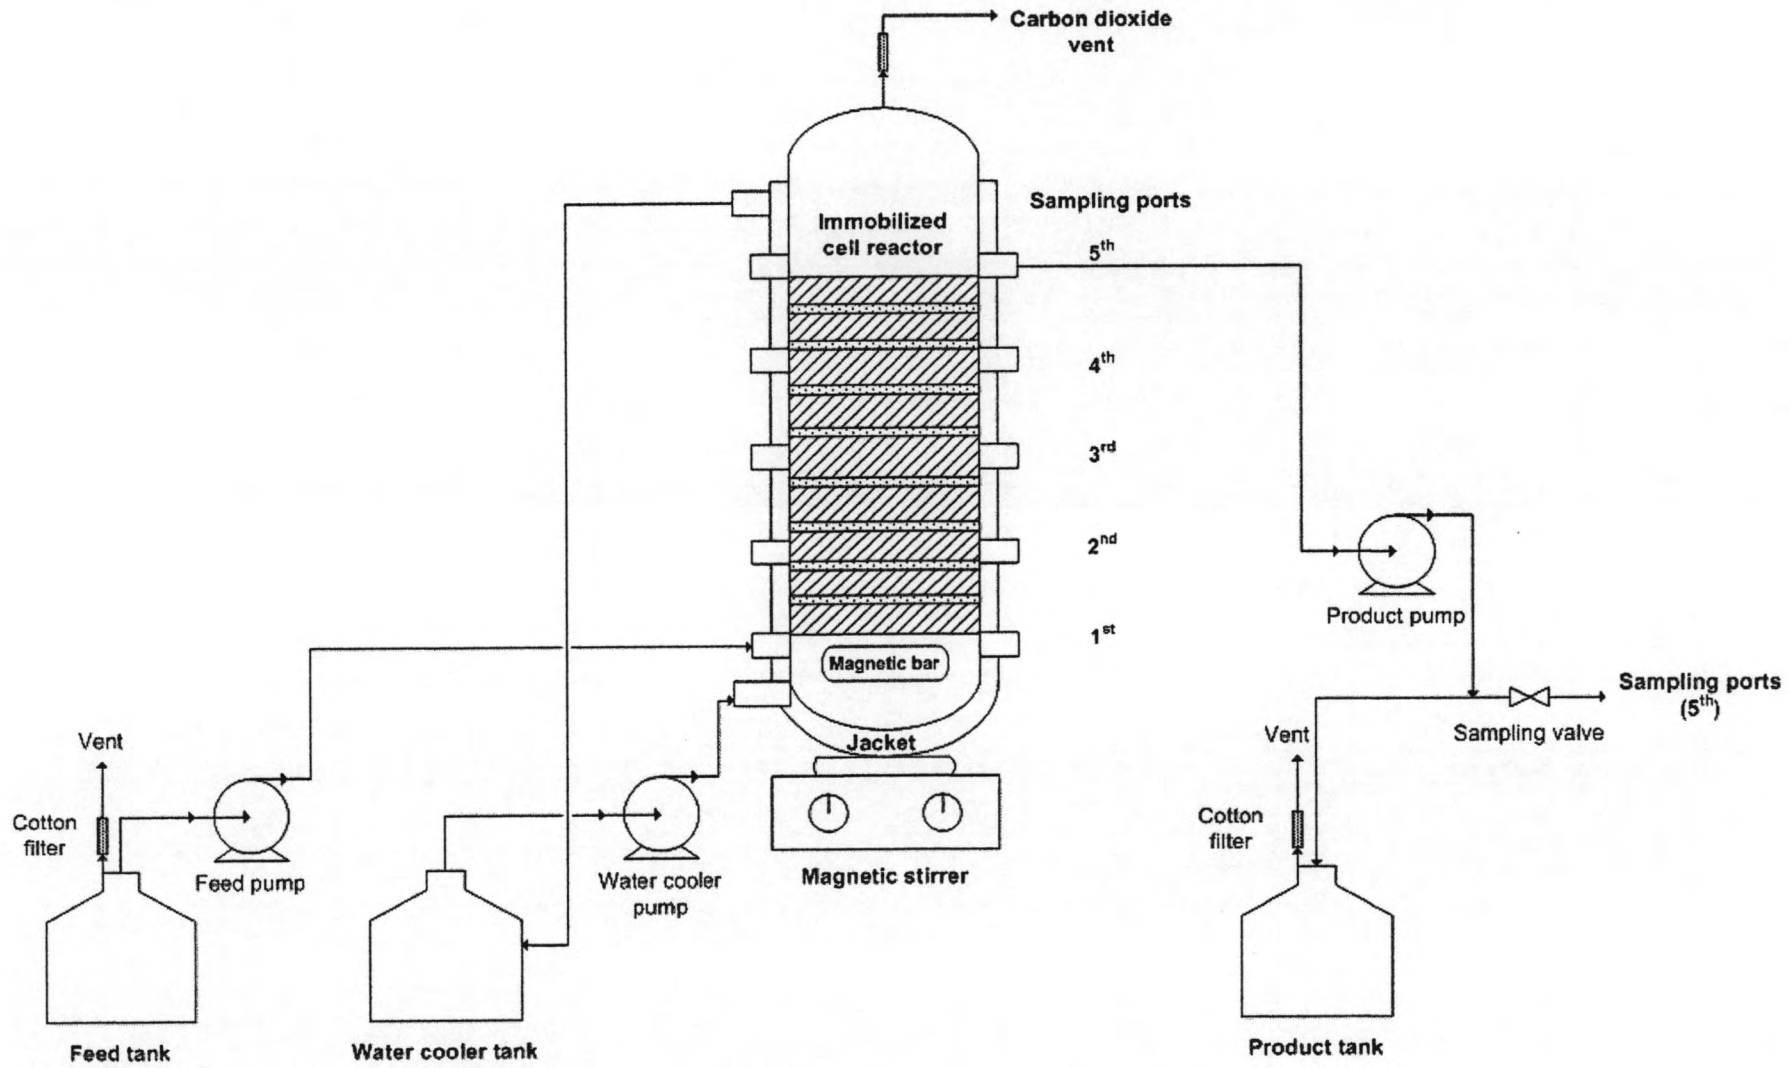 Carbon dioxide
vent
Sampling ports
Immobilized
cell reactor
5th
4th
3rd
2nd
1st
Magnetic bar
Product pump
Sampling ports
(5th)
Sampling valve
Jacket
Vent
Vent
Cotton
filter
Cotton
filter
Feed pump
Water cooler
pump
Magnetic stirrer
Feed tank
Water cooler tank
Product tank